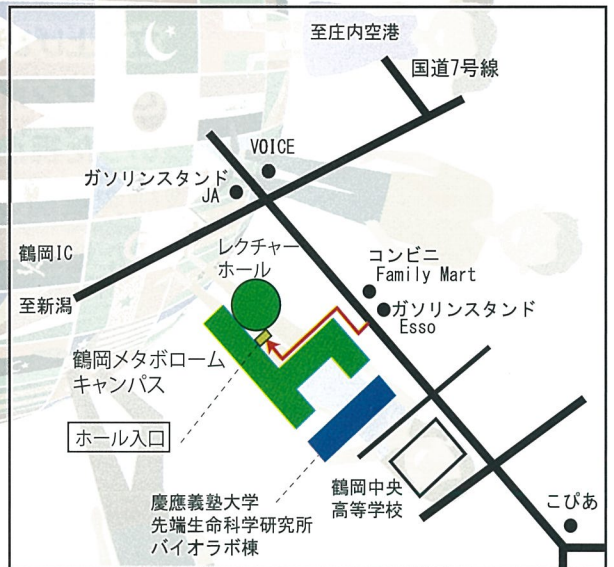 至庄内空港
国道7号線
VOICE
ガソリンスタンド
JA
鶴岡IC
至新潟
レクチャー
ホール
コンビニ
Family Mart
ガソリンスタンド
Esso
鶴岡メタボローム
キャンパス
ホール入口
慶應義塾大学
先端生命科学研究所
バイオラボ棟
鶴岡中央
高等学校
こぴあ